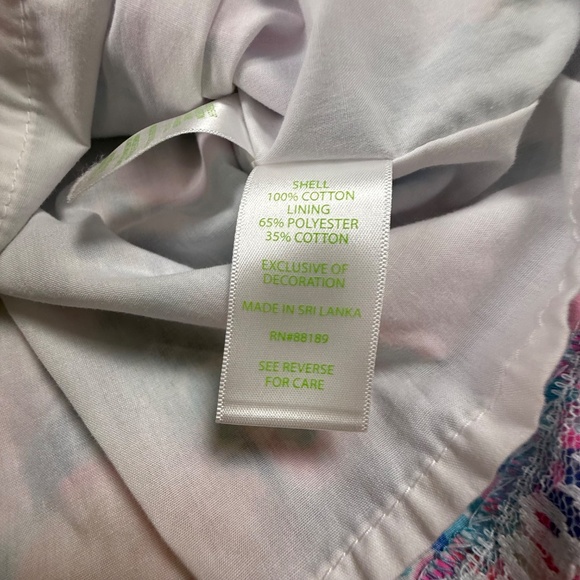 SHELL
100% COTTON
LINING
65% POLYESTER
35% COTTON
EXCLUSIVE OF
DECORATION
MADE IN SRI LANKA
RN#88189
SEE REVERSE
FOR CARE